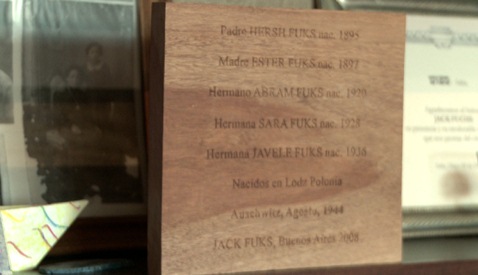 Padre HERSH FUKS nac. 1895
Madre ESTER FUKS nac. 1897
Hermano ABRAM FUKS nac. 1920
Hermana SARA FUKS nac. 1928
Hermana JAVELE FUKS nac. 1936
Nacidos en Lodz Polonia
Auschwitz, Agosto, 1944
JACK FUKS, Buenos Aires 2008